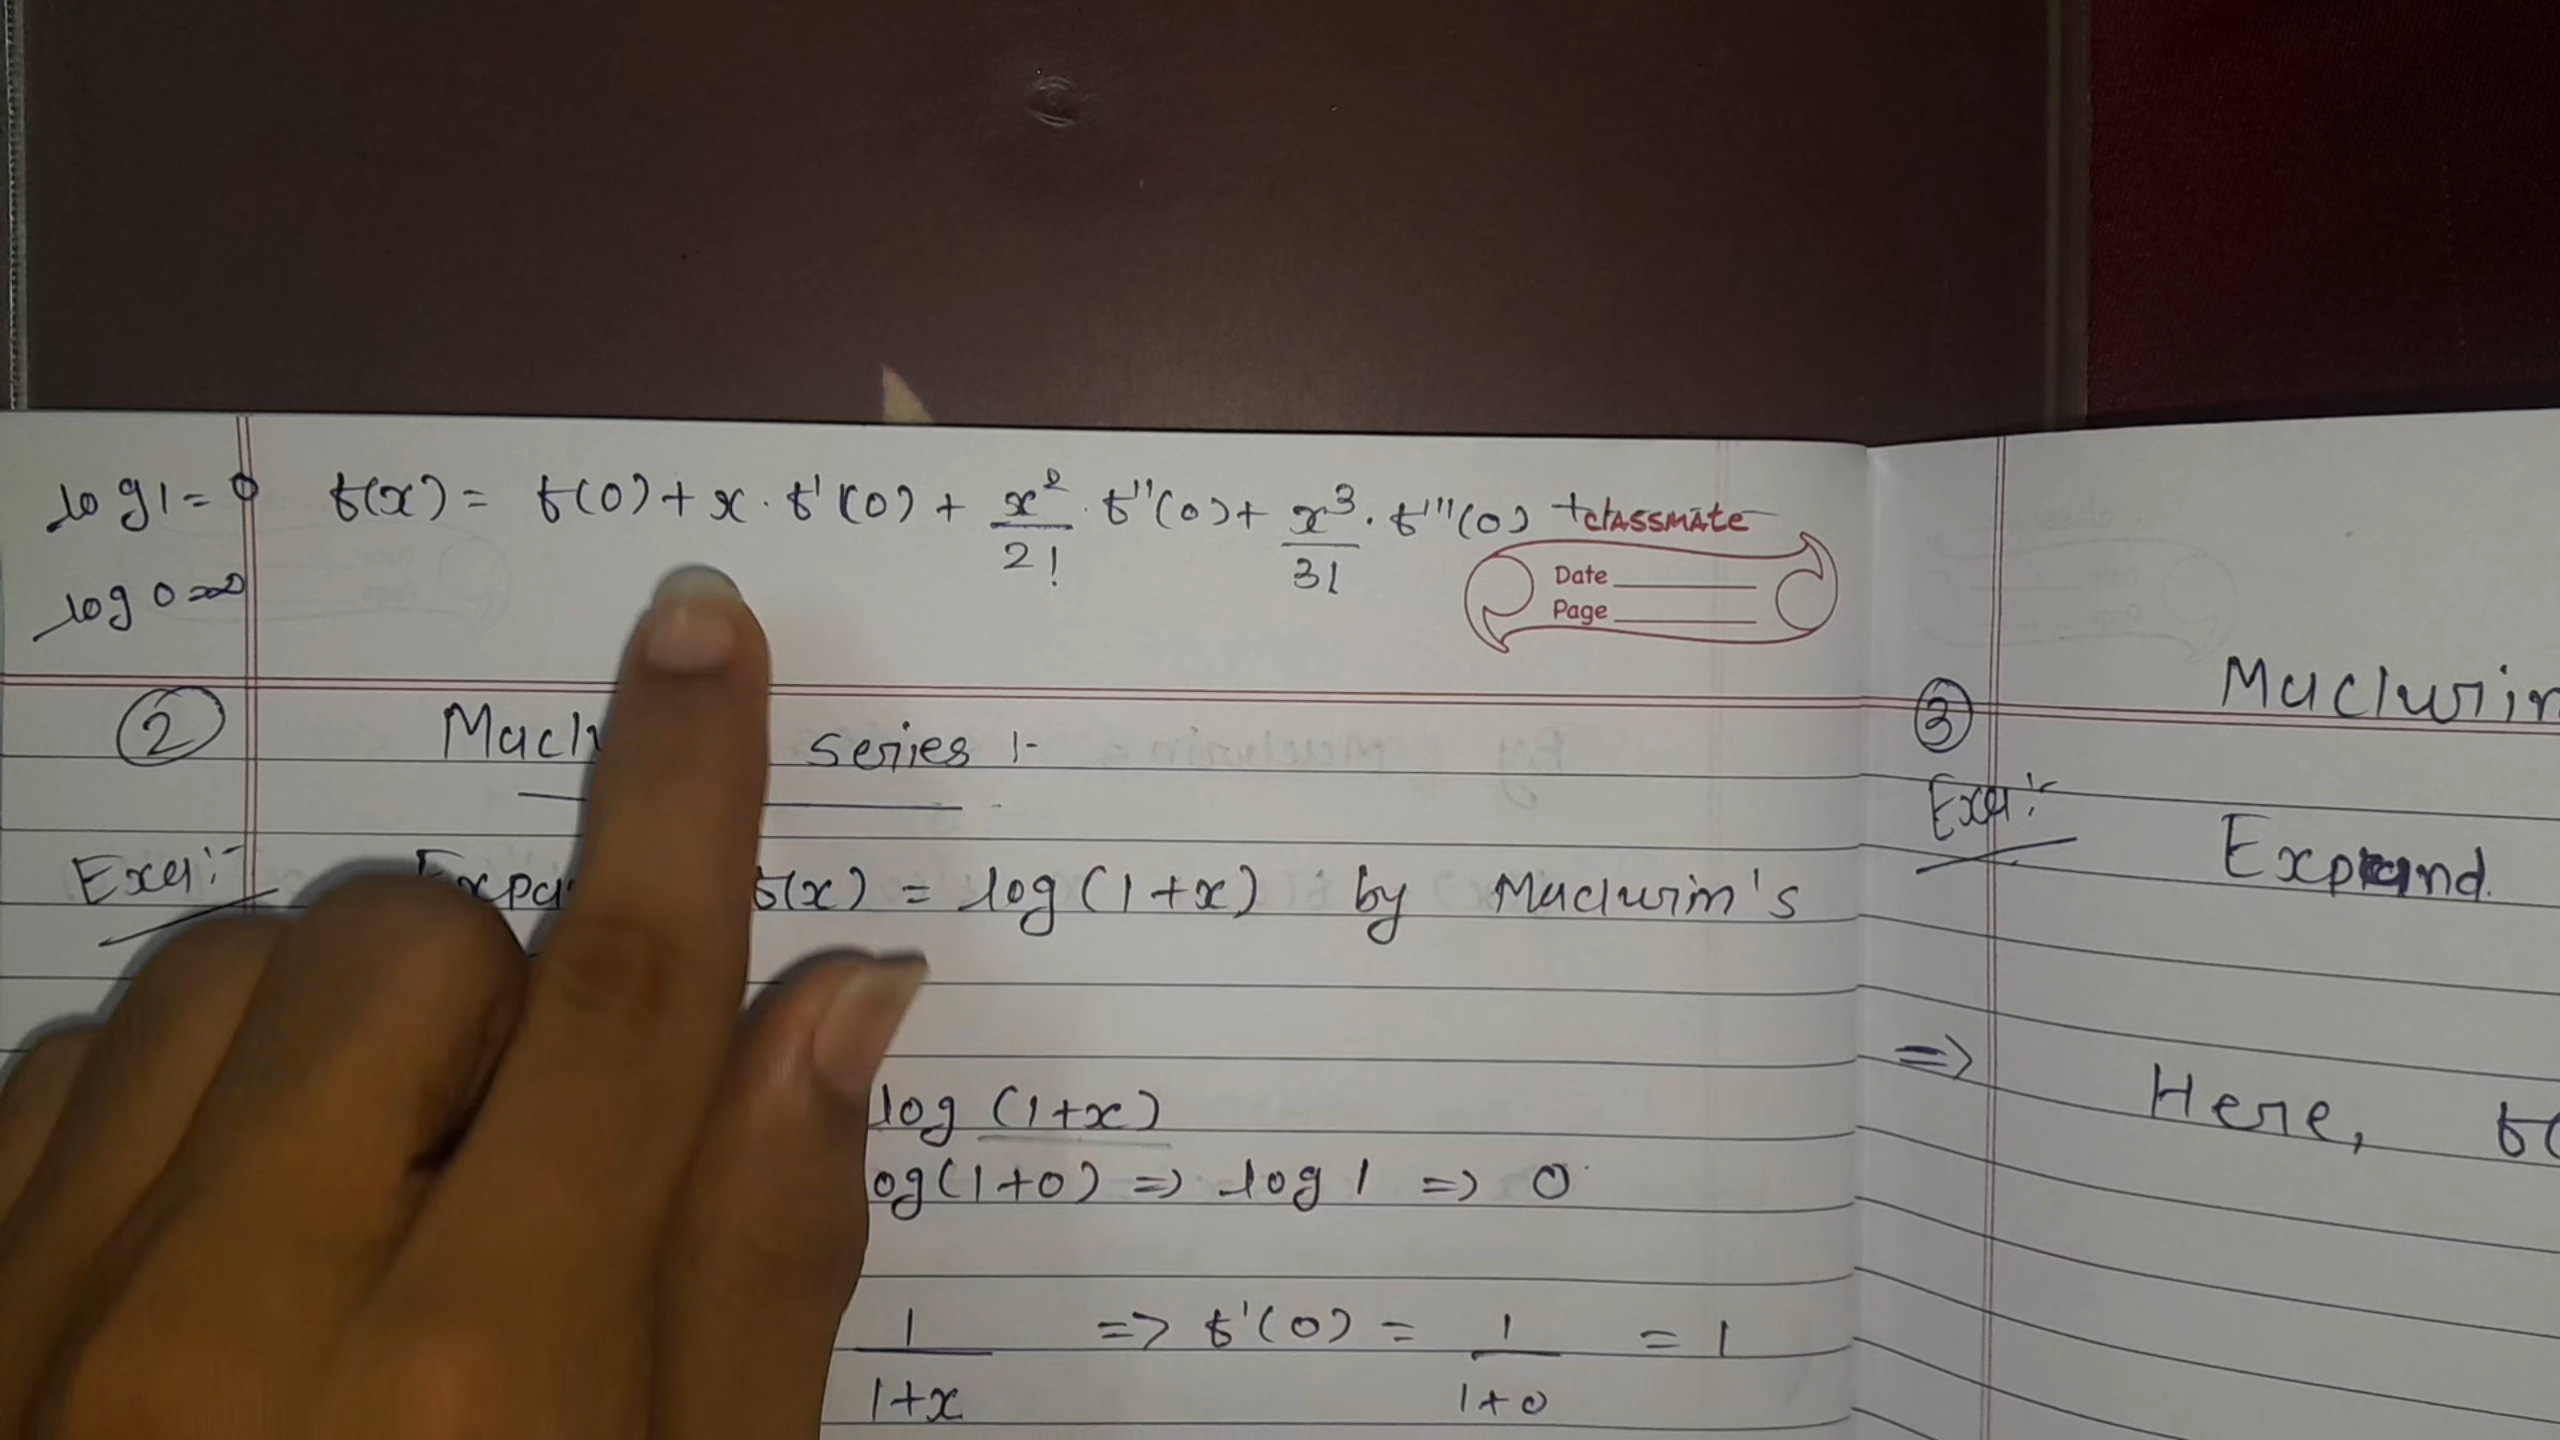 log 1 = 0 f(x) = f(0) + x · f'(0) + x²/2! · f''(0) + x³/3! · f'''(0) +
classmate
Date
Page
log 0 = ∞
② series :-
Exa:- f(x) = log(1+x) by Maclurin's
log (1+x)
og(1+0) => log 1 => 0
1/1+x => f'(0) = 1/1+0 = 1
③ Maclurin
Exa:- Expand.
=> Here,